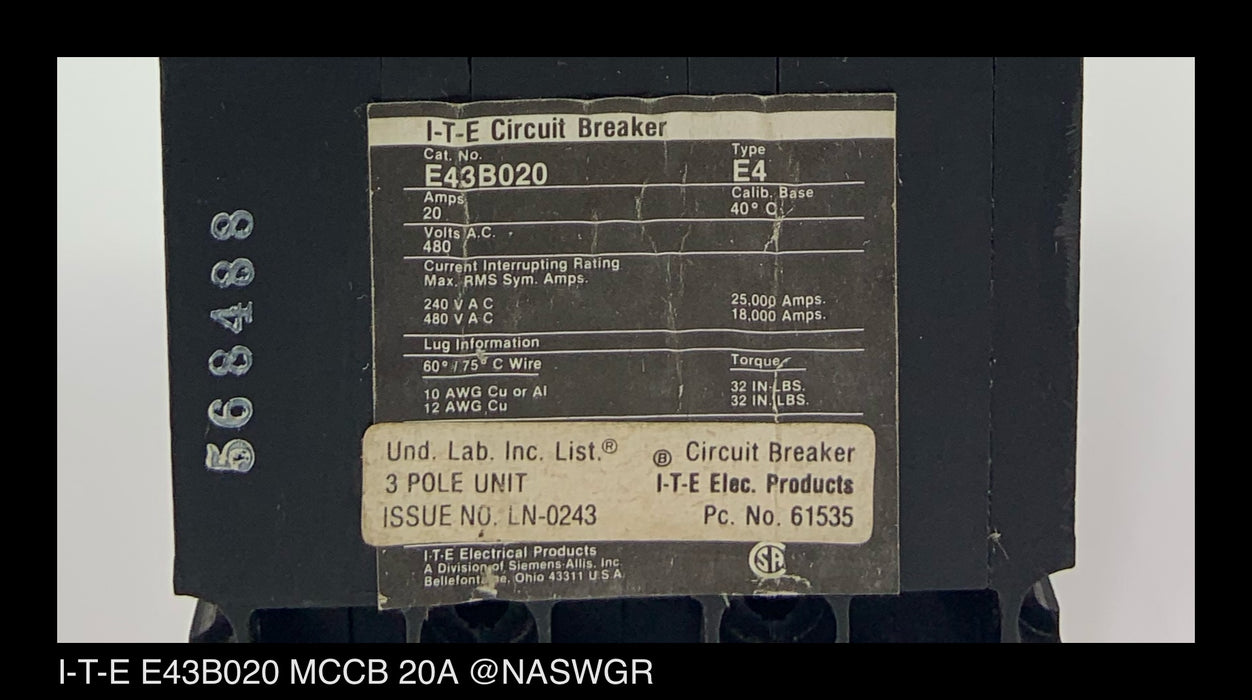 I-T-E Circuit Breaker
Cat. No.
E43B020
Type
E4
Amps
20
Calib. Base
40° C
Volts A.C.
480
Current Interrupting Rating
Max. RMS Sym. Amps.
240 V A C 25,000 Amps.
480 V A C 18,000 Amps.
Lug Information
60°/75° C Wire Torque
10 AWG Cu or Al 32 IN-LBS.
12 AWG Cu 32 IN. LBS.
Und. Lab. Inc. List.® Ⓑ Circuit Breaker
3 POLE UNIT I-T-E Elec. Products
ISSUE NO. LN-0243 Pc. No. 61535
I-T-E Electrical Products
A Division of Siemens-Allis, Inc.
Ohio 43311 U S A
SA
568488
I-T-E E43B020 MCCB 20A @NASWGR